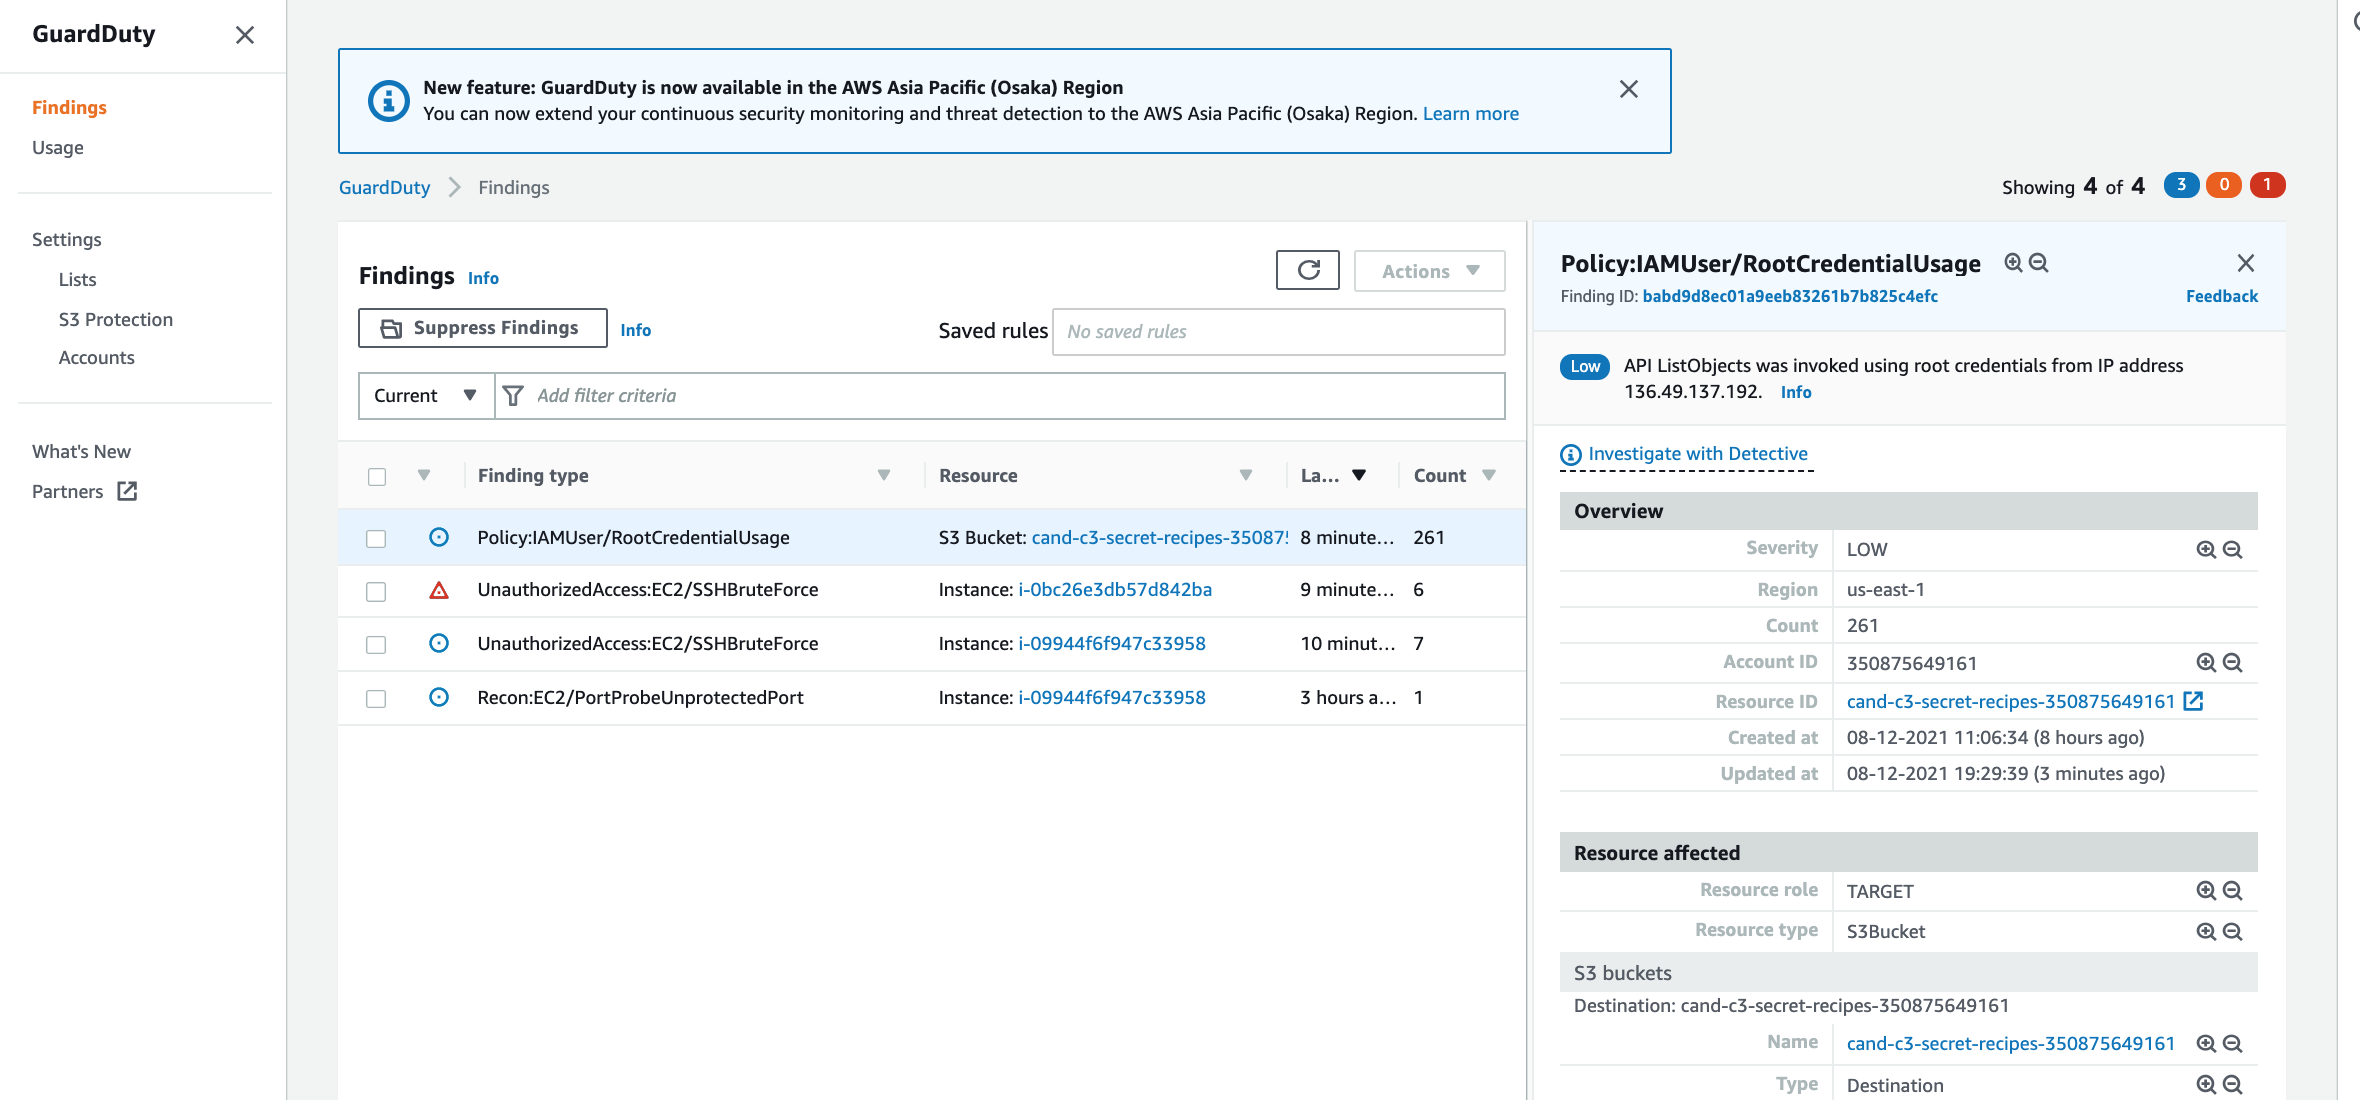 GuardDuty
Findings
Usage
Settings
Lists
S3 Protection
Accounts
What's New
Partners
New feature: GuardDuty is now available in the AWS Asia Pacific (Osaka) Region
You can now extend your continuous security monitoring and threat detection to the AWS Asia Pacific (Osaka) Region. Learn more
GuardDuty Findings
Showing 4 of 4 3 0 1
Findings Info
Actions
Suppress Findings Info
Saved rules No saved rules
Current Add filter criteria
Finding type Resource La... Count
Policy:IAMUser/RootCredentialUsage S3 Bucket: cand-c3-secret-recipes-35087 8 minute... 261
UnauthorizedAccess:EC2/SSHBruteForce Instance: i-0bc26e3db57d842ba 9 minute... 6
UnauthorizedAccess:EC2/SSHBruteForce Instance: i-09944f6f947c33958 10 minut... 7
Recon:EC2/PortProbeUnprotectedPort Instance: i-09944f6f947c33958 3 hours a... 1
Policy:IAMUser/RootCredentialUsage
Finding ID: babd9d8ec01a9eeb83261b7b825c4efc Feedback
Low API ListObjects was invoked using root credentials from IP address
136.49.137.192. Info
Investigate with Detective
Overview
Severity LOW
Region us-east-1
Count 261
Account ID 350875649161
Resource ID cand-c3-secret-recipes-350875649161
Created at 08-12-2021 11:06:34 (8 hours ago)
Updated at 08-12-2021 19:29:39 (3 minutes ago)
Resource affected
Resource role TARGET
Resource type S3Bucket
S3 buckets
Destination: cand-c3-secret-recipes-350875649161
Name cand-c3-secret-recipes-350875649161
Type Destination